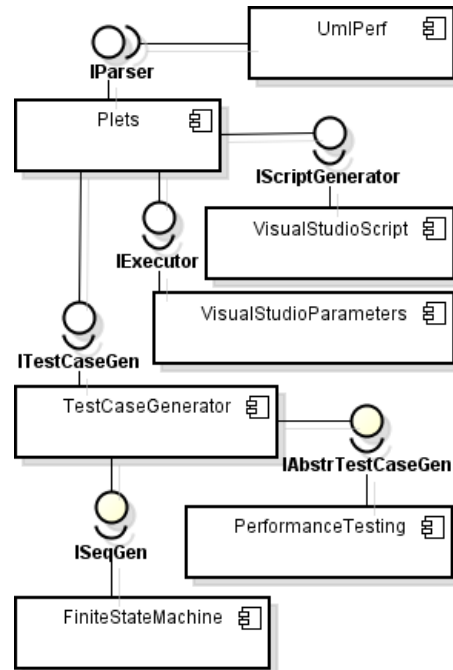 UmlPerf
IParser
Plets
IScriptGenerator
VisualStudioScript
IExecutor
VisualStudioParameters
ITestCaseGen
TestCaseGenerator
IAbstrTestCaseGen
PerformanceTesting
ISeqGen
FiniteStateMachine